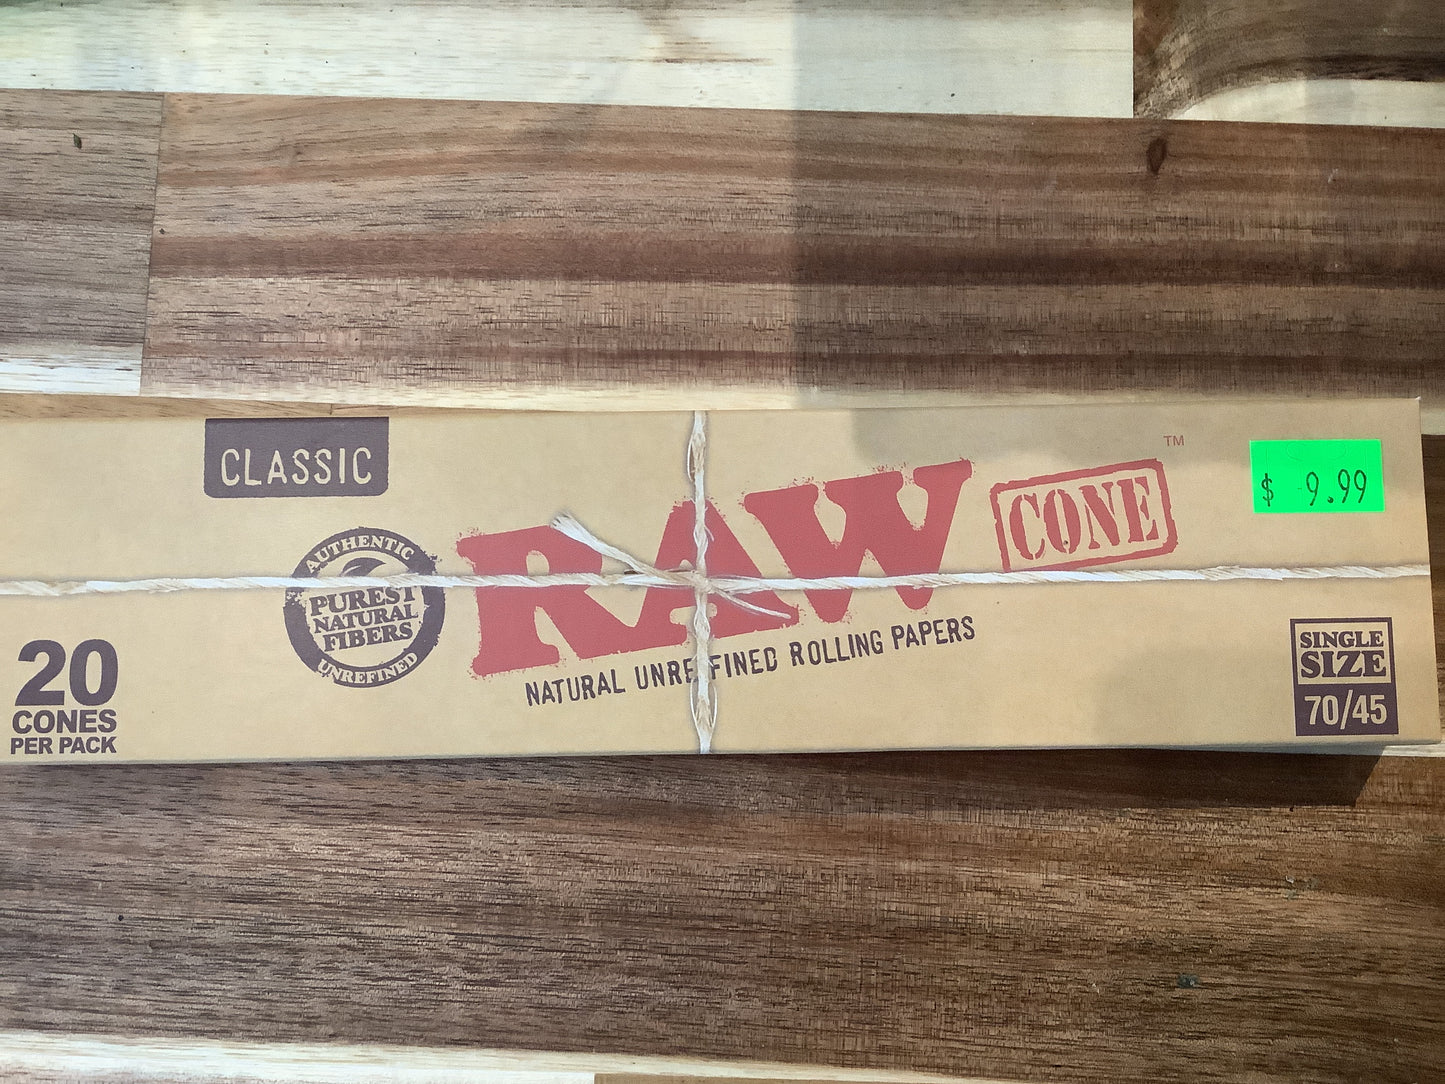 CLASSIC
AUTHENTIC
PUREST
NATURAL
FIBERS
UNREFINED
20
CONES
PER PACK
RAW
CONE
™
NATURAL UNREFINED ROLLING PAPERS
$ 9.99
SINGLE
SIZE
70/45